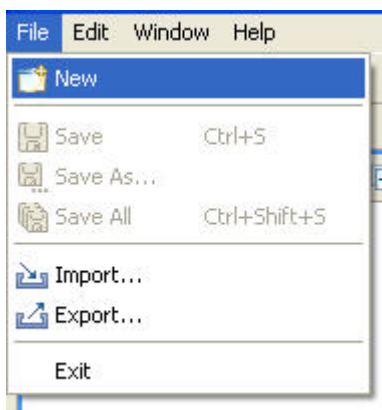 File Edit Window Help
New
Save Ctrl+S
Save As...
Save All Ctrl+Shift+S
Import...
Export...
Exit